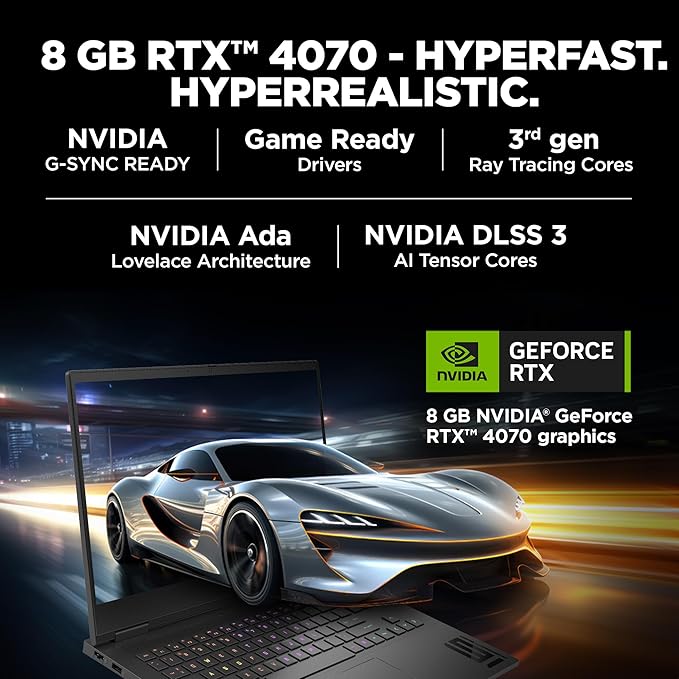 8 GB RTX™ 4070 - HYPERFAST.
HYPERREALISTIC.
NVIDIA
G-SYNC READY
Game Ready
Drivers
3rd gen
Ray Tracing Cores
NVIDIA Ada
Lovelace Architecture
NVIDIA DLSS 3
AI Tensor Cores
NVIDIA
GEFORCE
RTX
8 GB NVIDIA® GeForce
RTX™ 4070 graphics